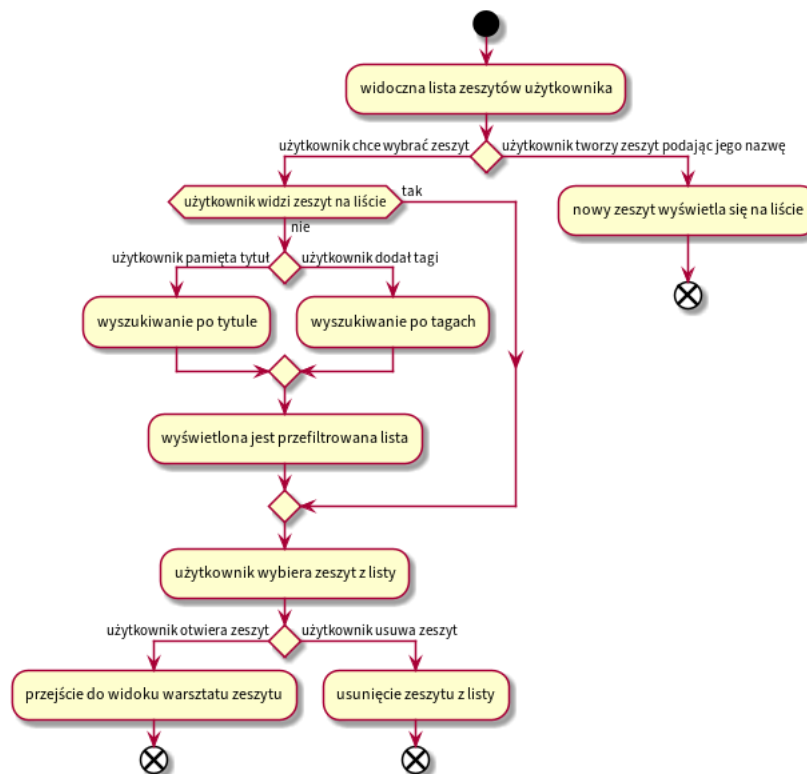 widoczna lista zeszytów użytkownika
użytkownik chce wybrać zeszyt
użytkownik tworzy zeszyt podając jego nazwę
użytkownik widzi zeszyt na liście
tak
nowy zeszyt wyświetla się na liście
nie
użytkownik pamięta tytuł
użytkownik dodał tagi
wyszukiwanie po tytule
wyszukiwanie po tagach
wyświetlona jest przefiltrowana lista
użytkownik wybiera zeszyt z listy
użytkownik otwiera zeszyt
użytkownik usuwa zeszyt
przejście do widoku warsztatu zeszytu
usunięcie zeszytu z listy